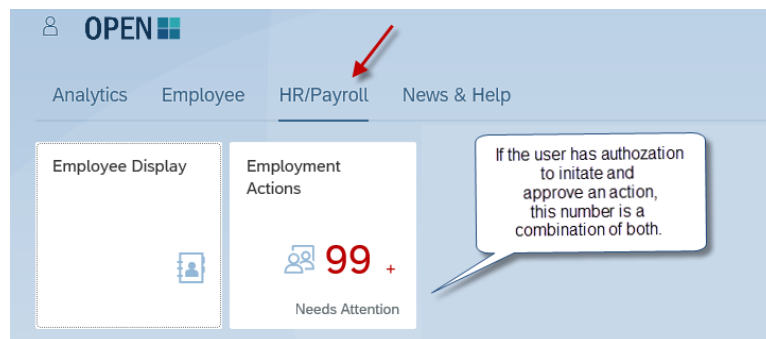 OPEN
Analytics Employee HR/Payroll News & Help
Employee Display
Employment
Actions
99 +
Needs Attention
If the user has authozation
to initate and
approve an action,
this number is a
combination of both.